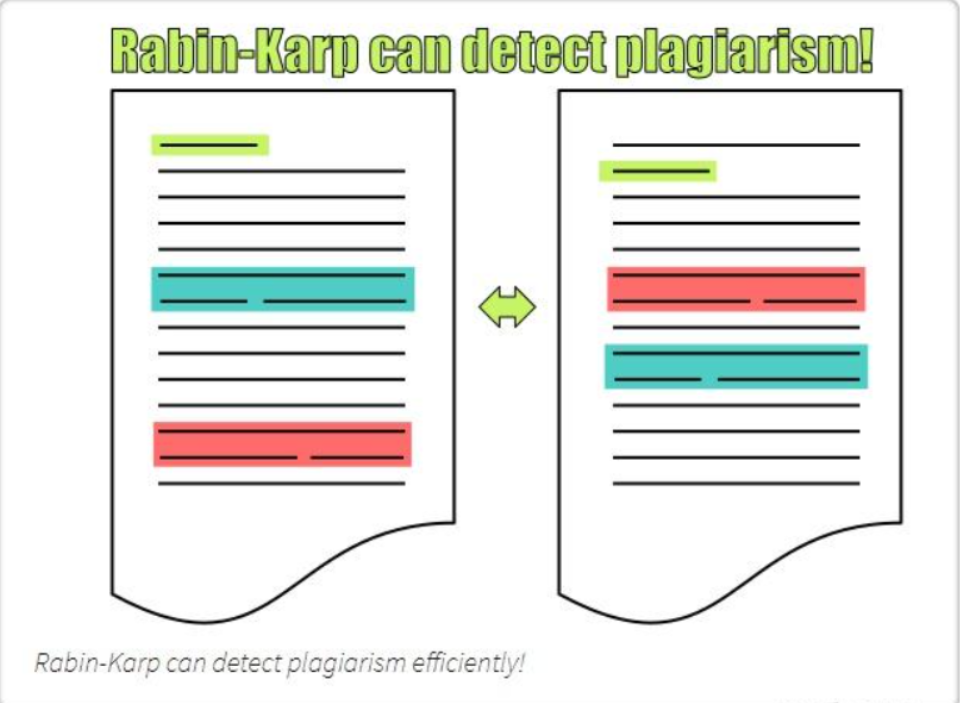 Rabin-Karp can detect plagiarism!
Rabin-Karp can detect plagiarism efficiently!